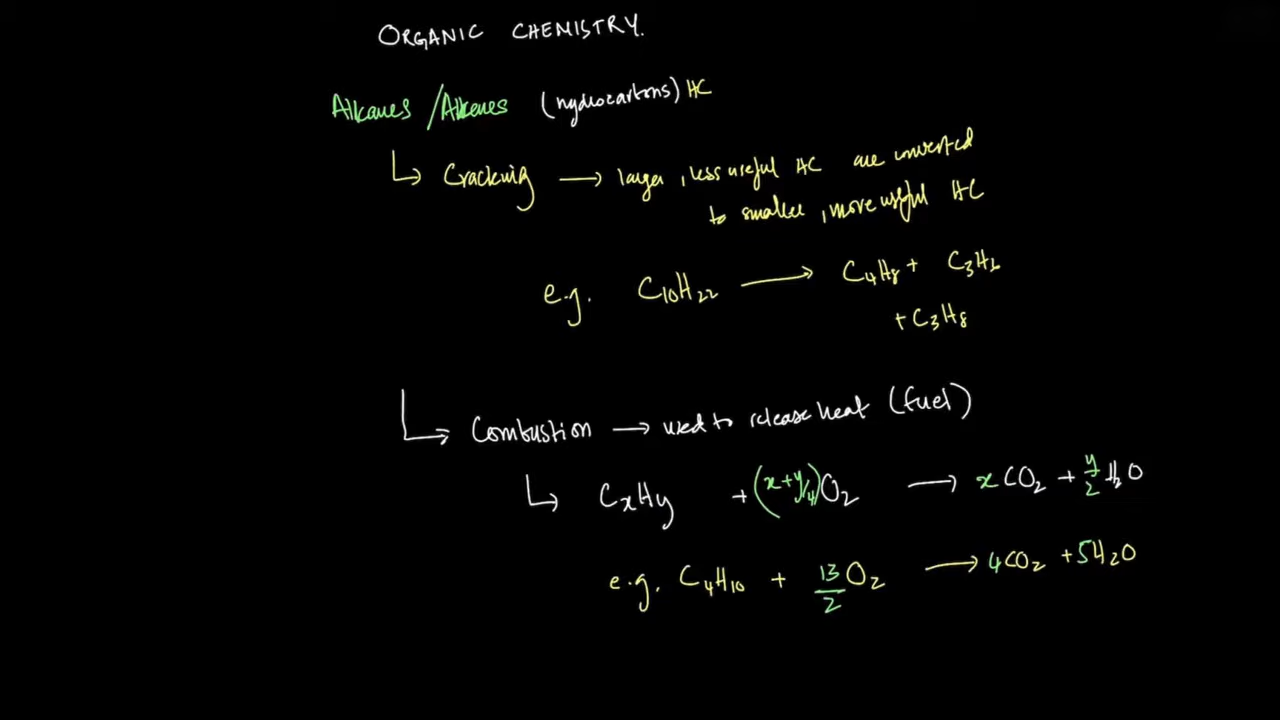 ORGANIC CHEMISTRY.
Alkanes / Alkenes (hydrocarbons) HC
↳ Cracking → larger, less useful HC are converted
to smaller, more useful HC
e.g. C₁₀H₂₂ → C₄H₈ + C₃H₆
+ C₃H₈
↳ Combustion → used to release heat (fuel)
↳ CxHy + (x+y/4)O₂ → xCO₂ + y/2 H₂O
e.g. C₄H₁₀ + 13/2 O₂ → 4CO₂ + 5H₂O